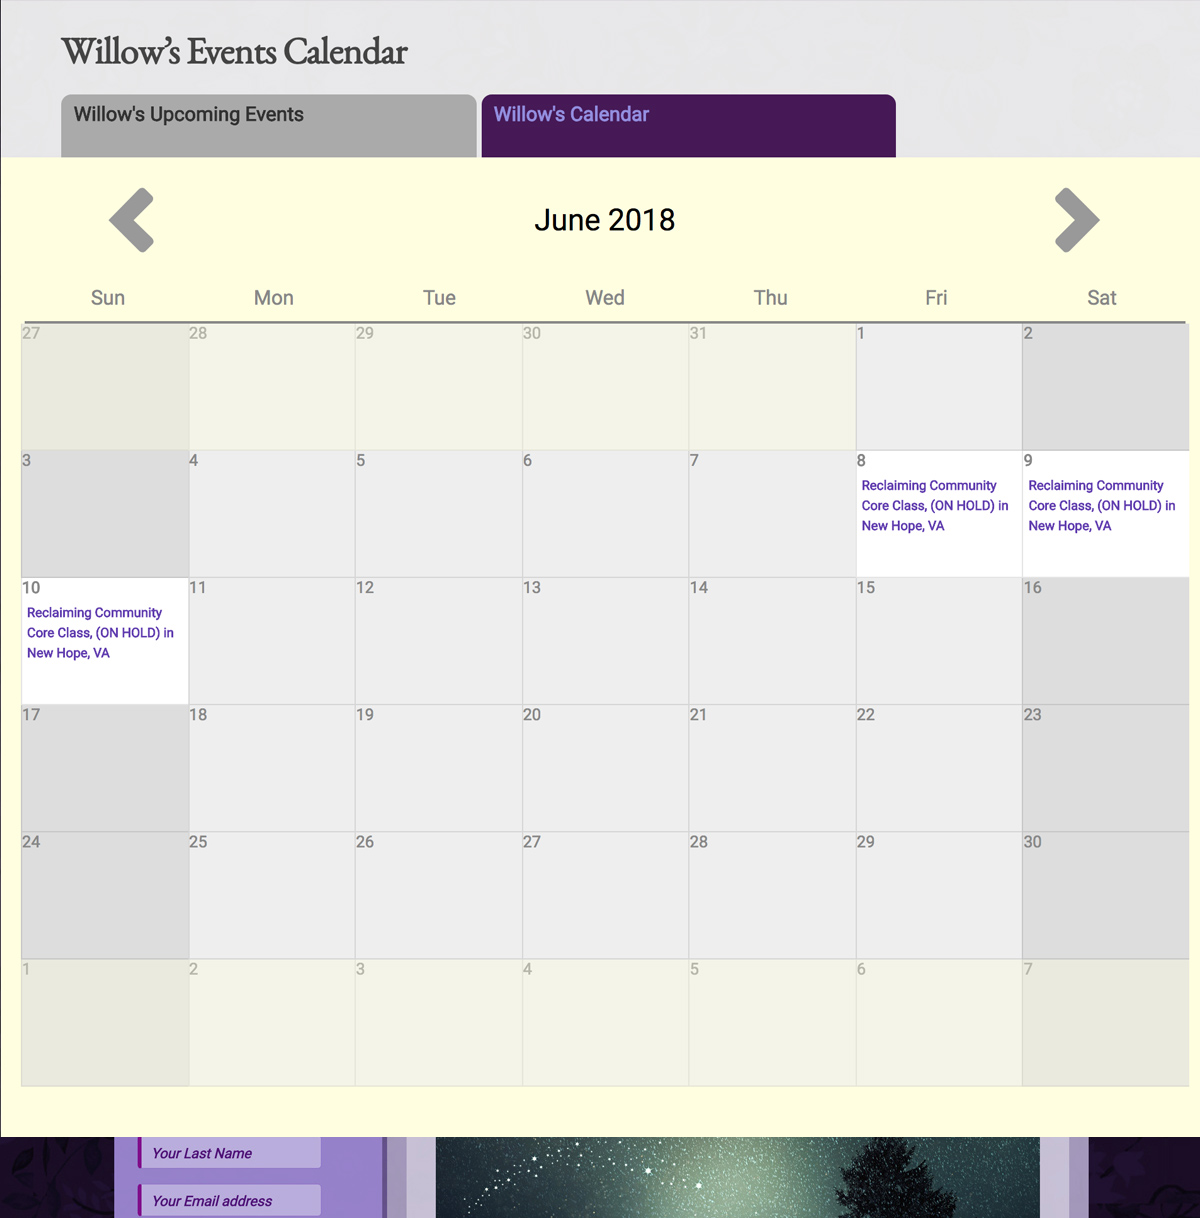 Willow’s Events Calendar
Willow's Upcoming Events
Willow's Calendar
June 2018
Sun Mon Tue Wed Thu Fri Sat
27 28 29 30 31 1 2
3 4 5 6 7 8 9
Reclaiming Community
Core Class, (ON HOLD) in
New Hope, VA
Reclaiming Community
Core Class, (ON HOLD) in
New Hope, VA
10 11 12 13 14 15 16
Reclaiming Community
Core Class, (ON HOLD) in
New Hope, VA
17 18 19 20 21 22 23
24 25 26 27 28 29 30
1 2 3 4 5 6 7
Your Last Name
Your Email address